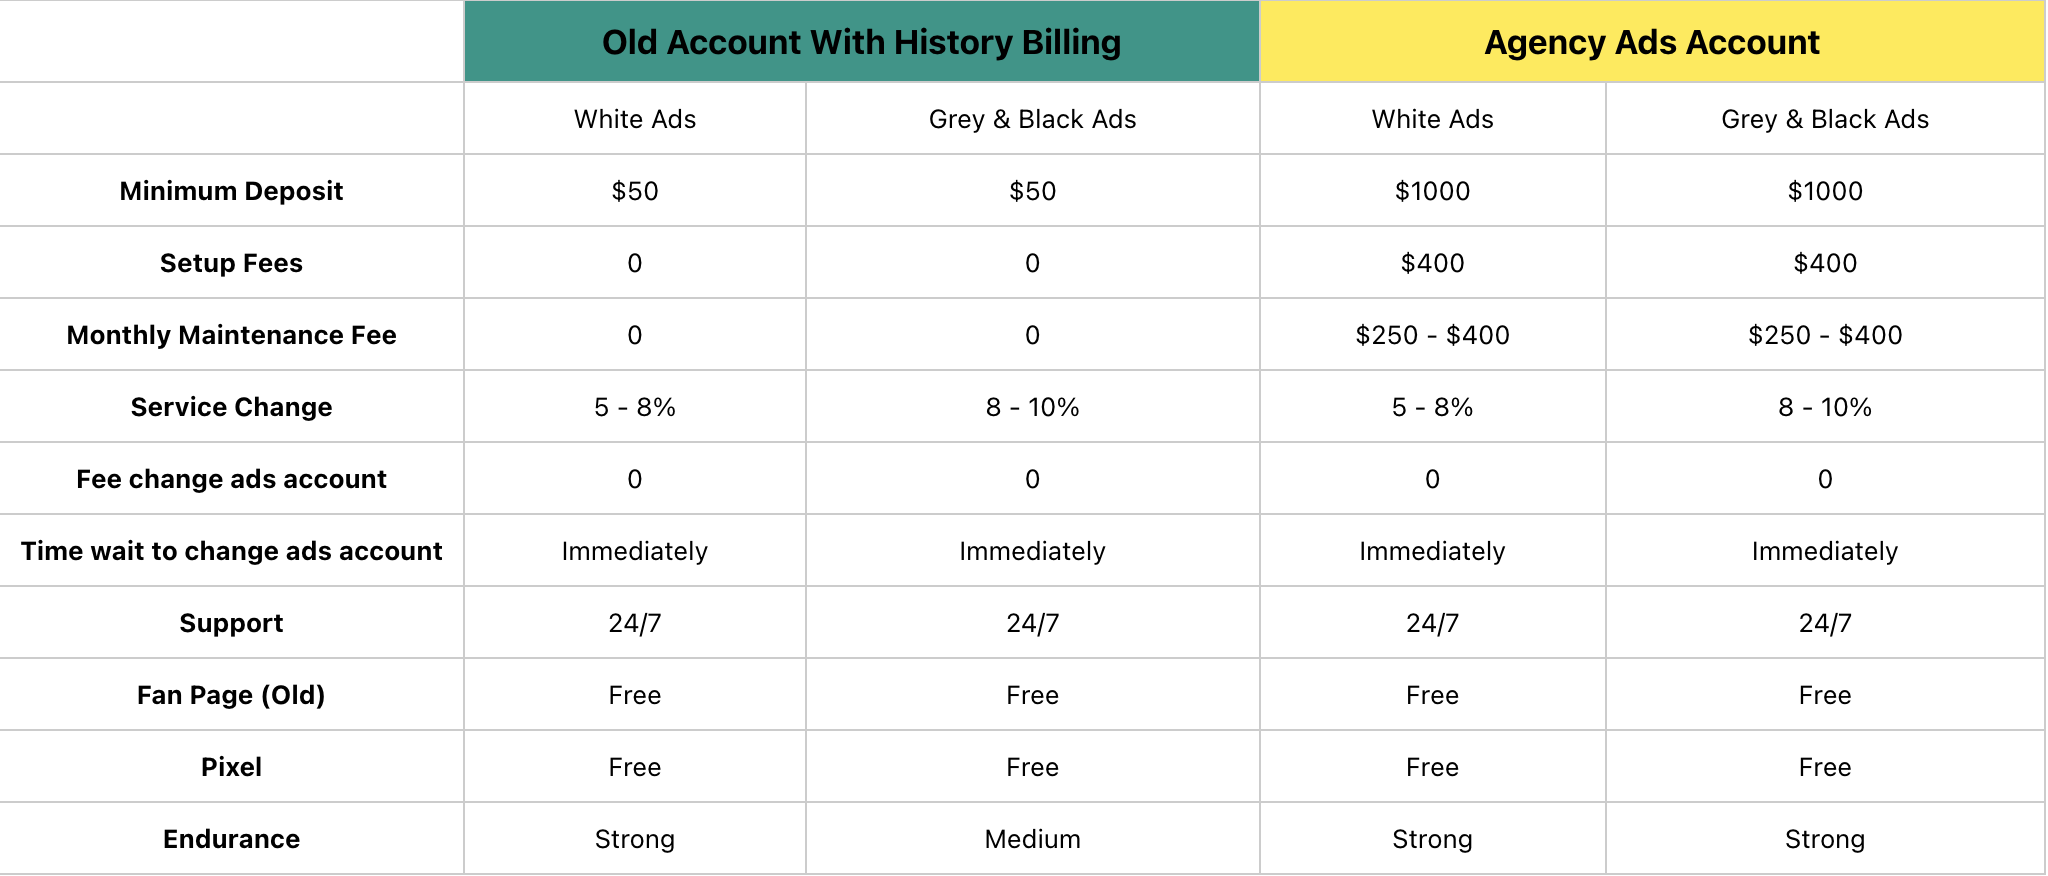 Old Account With History Billing Agency Ads Account
White Ads Grey & Black Ads White Ads Grey & Black Ads
Minimum Deposit $50 $50 $1000 $1000
Setup Fees 0 0 $400 $400
Monthly Maintenance Fee 0 0 $250 - $400 $250 - $400
Service Change 5 - 8% 8 - 10% 5 - 8% 8 - 10%
Fee change ads account 0 0 0 0
Time wait to change ads account Immediately Immediately Immediately Immediately
Support 24/7 24/7 24/7 24/7
Fan Page (Old) Free Free Free Free
Pixel Free Free Free Free
Endurance Strong Medium Strong Strong